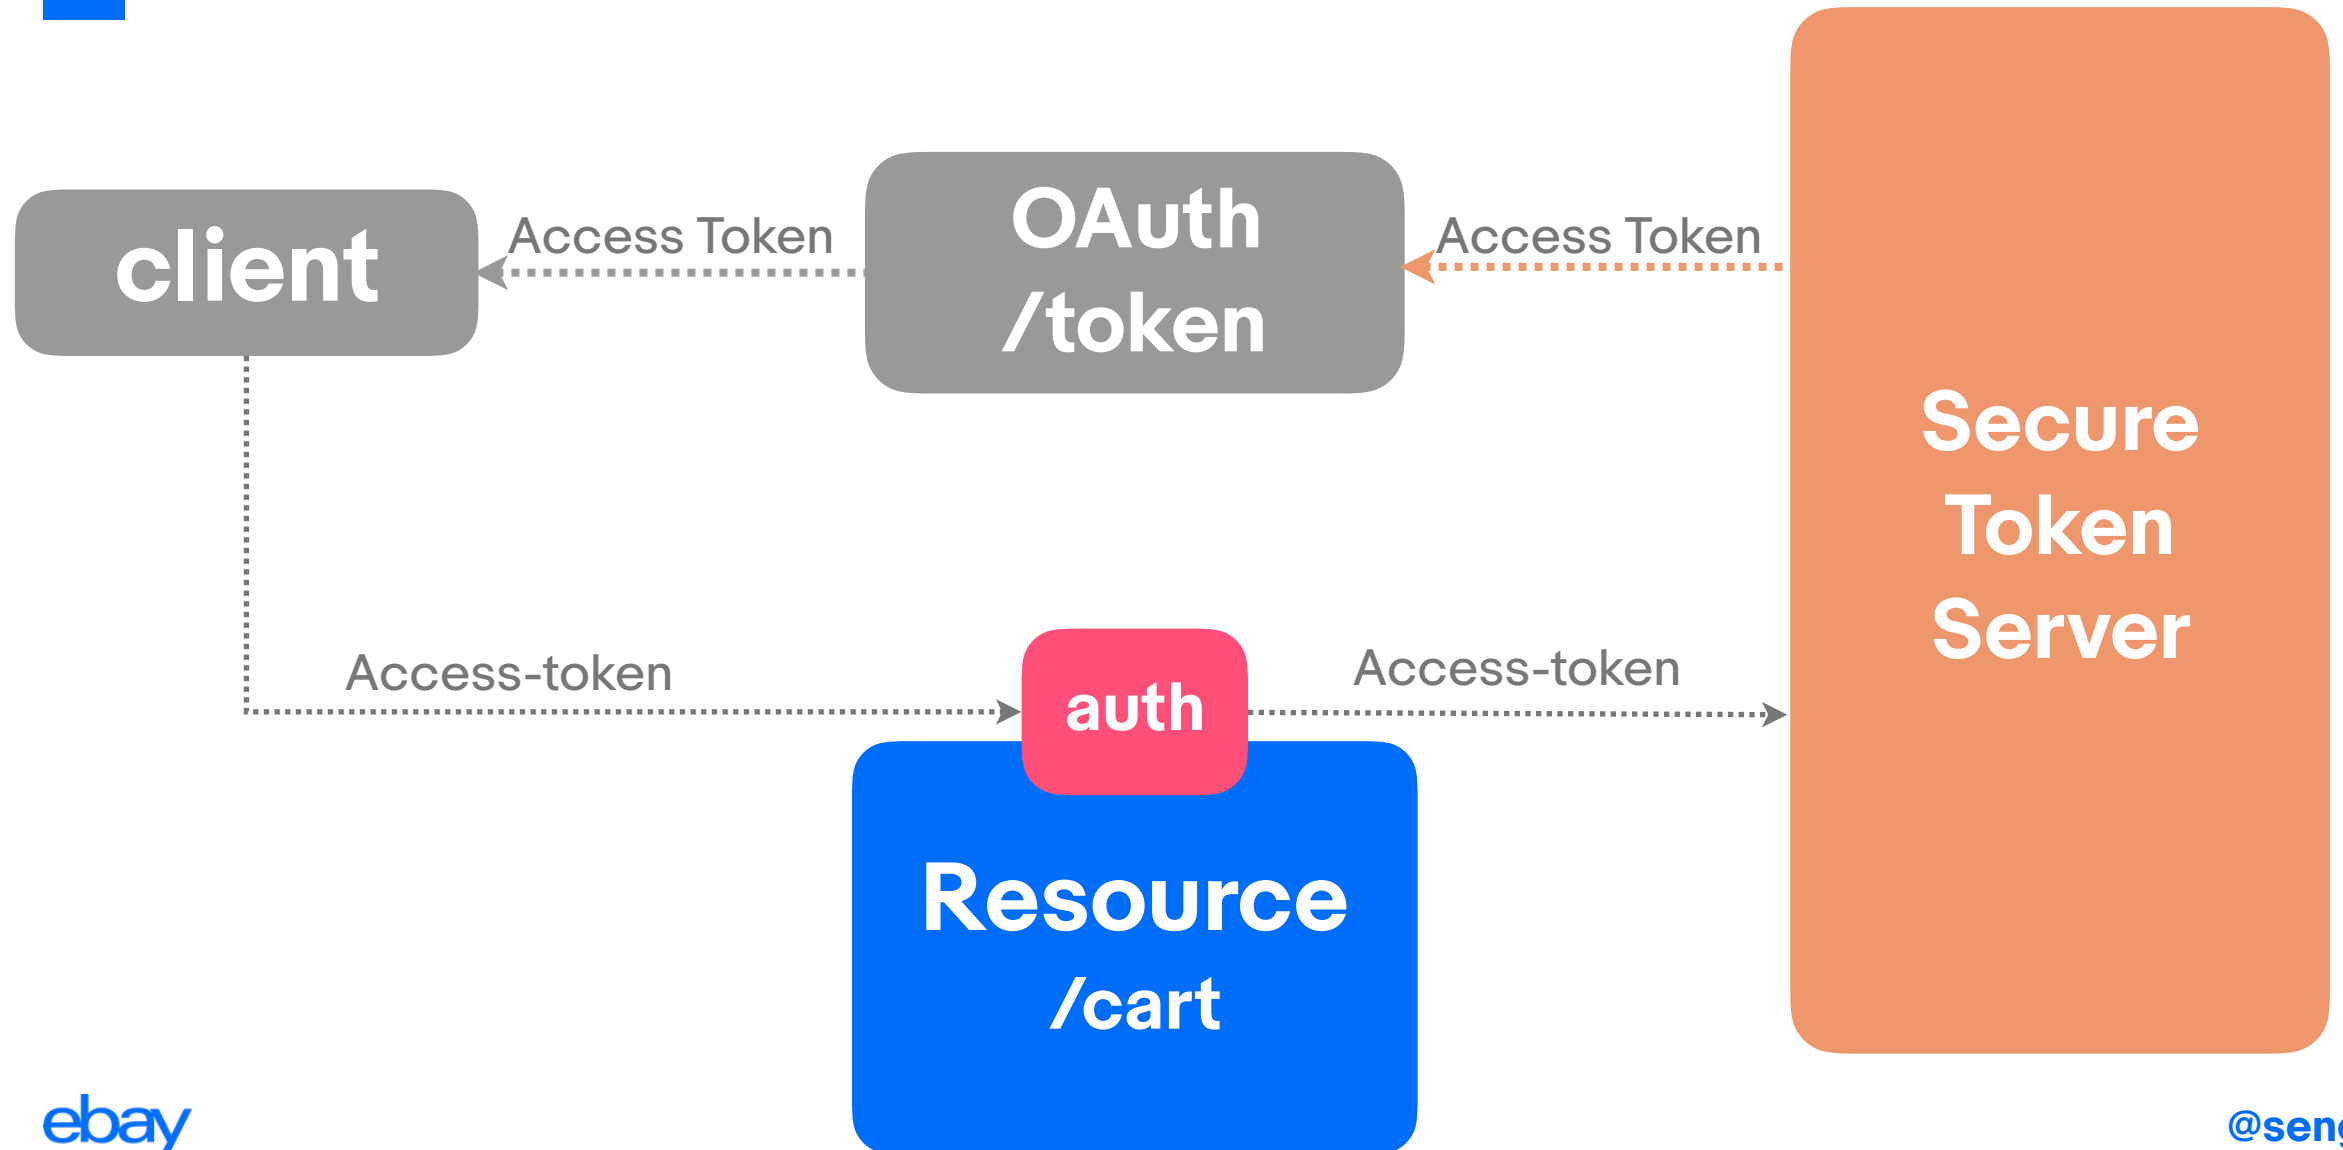 client
Access Token
OAuth
/token
Access Token
Secure
Token
Server
Access-token
auth
Access-token
Resource
/cart
ebay